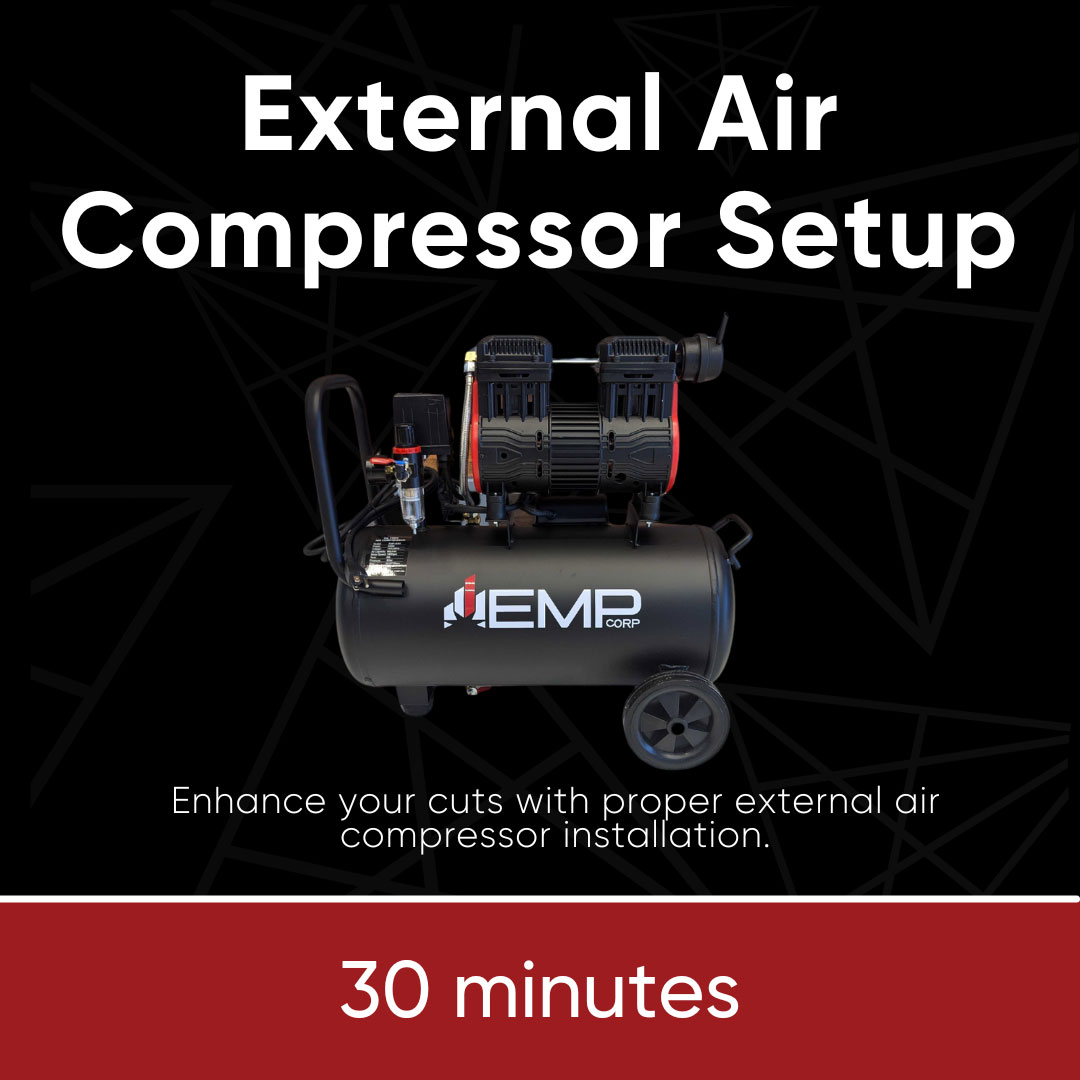 External Air
Compressor Setup
EMP
CORP
Enhance your cuts with proper external air
compressor installation.
30 minutes